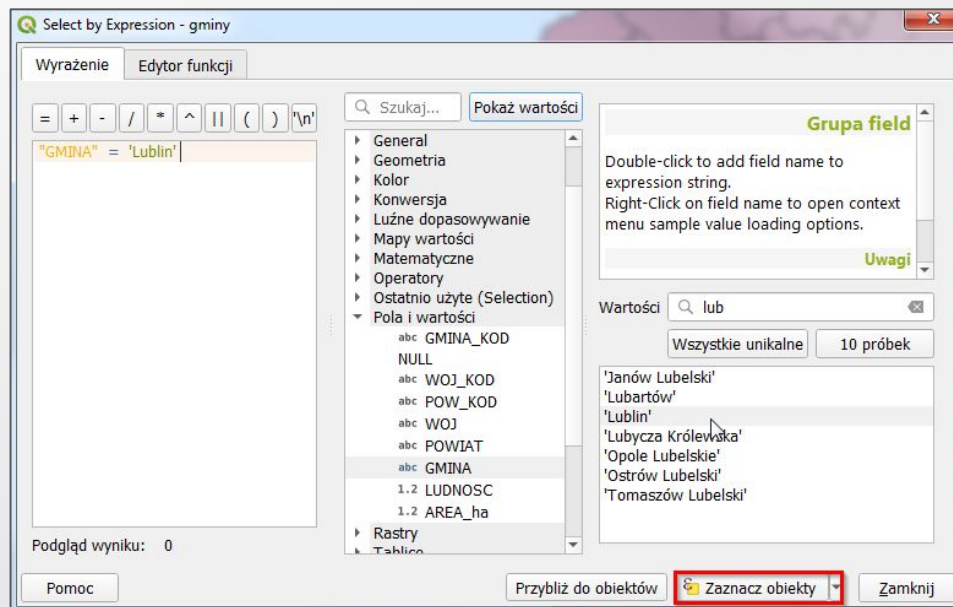 Select by Expression - gminy
Wyrażenie
Edytor funkcji
= + - / * ^ || ( ) '\n'
"GMINA" = 'Lublin'
Podgląd wyniku: 0
Szukaj...
Pokaż wartości
General
Geometria
Kolor
Konwersja
Luźne dopasowywanie
Mapy wartości
Matematyczne
Operatory
Ostatnio użyte (Selection)
Pola i wartości
abc GMINA_KOD
NULL
abc WOJ_KOD
abc POW_KOD
abc WOJ
abc POWIAT
abc GMINA
1.2 LUDNOSC
1.2 AREA_ha
Rastry
Tablice
Grupa field
Double-click to add field name to
expression string.
Right-Click on field name to open context
menu sample value loading options.
Uwagi
Wartości
lub
Wszystkie unikalne
10 próbek
'Janów Lubelski'
'Lubartów'
'Lublin'
'Lubycza Królewska'
'Opole Lubelskie'
'Ostrów Lubelski'
'Tomaszów Lubelski'
Pomoc
Przybliż do obiektów
Zaznacz obiekty
Zamknij